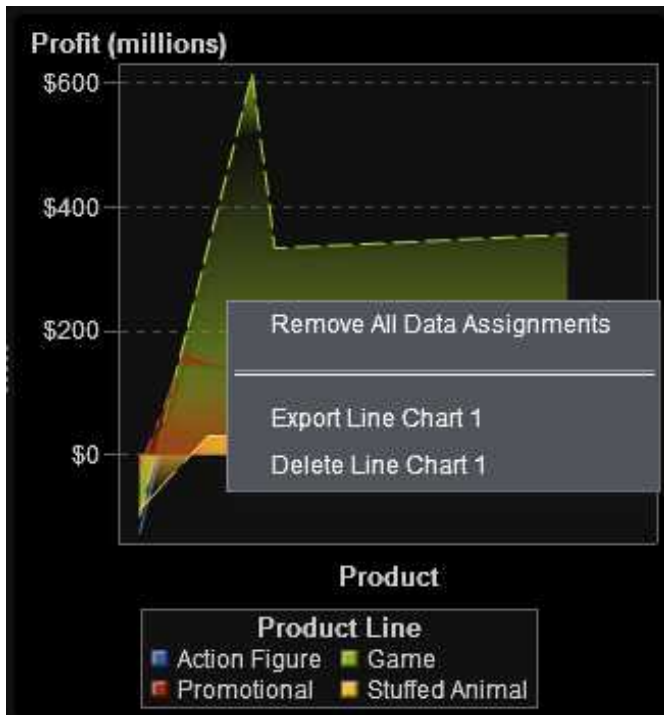 Profit (millions)
$600
$400
$200
$0
Remove All Data Assignments
Export Line Chart 1
Delete Line Chart 1
Product
Product Line
Action Figure
Game
Promotional
Stuffed Animal